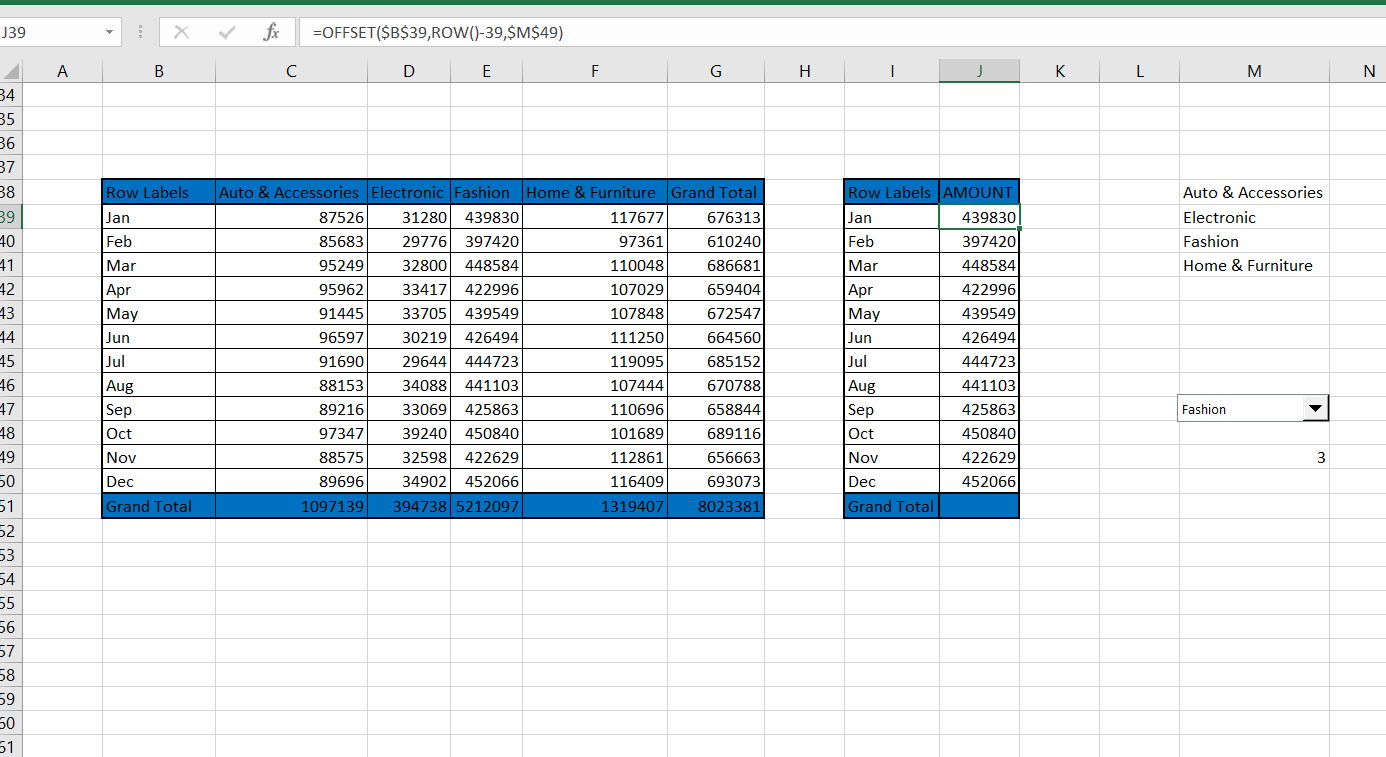 J39 fx =OFFSET($B$39,ROW()-39,$M$49)
A B C D E F G H I J K L M N
34
35
36
37
38 Row Labels Auto & Accessories Electronic Fashion Home & Furniture Grand Total Row Labels AMOUNT Auto & Accessories
39 Jan 87526 31280 439830 117677 676313 Jan 439830 Electronic
40 Feb 85683 29776 397420 97361 610240 Feb 397420 Fashion
41 Mar 95249 32800 448584 110048 686681 Mar 448584 Home & Furniture
42 Apr 95962 33417 422996 107029 659404 Apr 422996
43 May 91445 33705 439549 107848 672547 May 439549
44 Jun 96597 30219 426494 111250 664560 Jun 426494
45 Jul 91690 29644 444723 119095 685152 Jul 444723
46 Aug 88153 34088 441103 107444 670788 Aug 441103
47 Sep 89216 33069 425863 110696 658844 Sep 425863 Fashion
48 Oct 97347 39240 450840 101689 689116 Oct 450840
49 Nov 88575 32598 422629 112861 656663 Nov 422629 3
50 Dec 89696 34902 452066 116409 693073 Dec 452066
51 Grand Total 1097139 394738 5212097 1319407 8023381 Grand Total
52
53
54
55
56
57
58
59
60
61